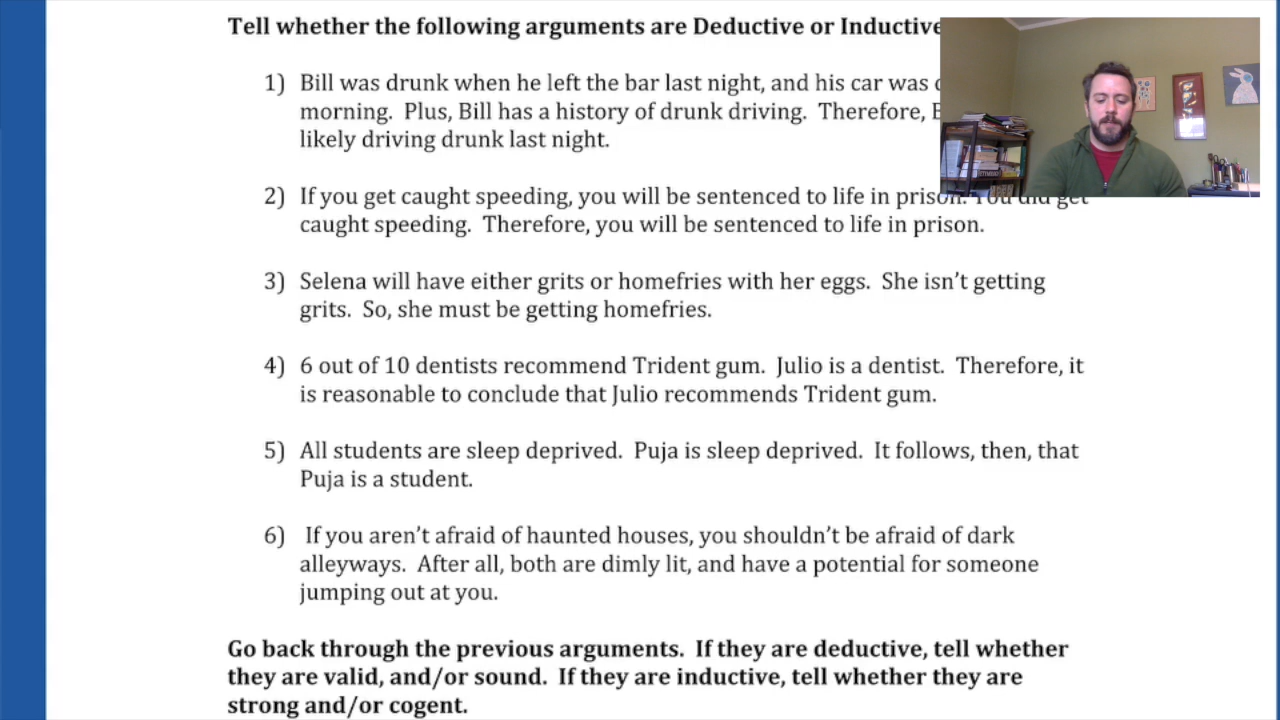 Tell whether the following arguments are Deductive or Inductive
1) Bill was drunk when he left the bar last night, and his car was
morning. Plus, Bill has a history of drunk driving. Therefore,
likely driving drunk last night.
2) If you get caught speeding, you will be sentenced to life in prison. You did get
caught speeding. Therefore, you will be sentenced to life in prison.
3) Selena will have either grits or homefries with her eggs. She isn't getting
grits. So, she must be getting homefries.
4) 6 out of 10 dentists recommend Trident gum. Julio is a dentist. Therefore, it
is reasonable to conclude that Julio recommends Trident gum.
5) All students are sleep deprived. Puja is sleep deprived. It follows, then, that
Puja is a student.
6) If you aren't afraid of haunted houses, you shouldn't be afraid of dark
alleyways. After all, both are dimly lit, and have a potential for someone
jumping out at you.
Go back through the previous arguments. If they are deductive, tell whether
they are valid, and/or sound. If they are inductive, tell whether they are
strong and/or cogent.